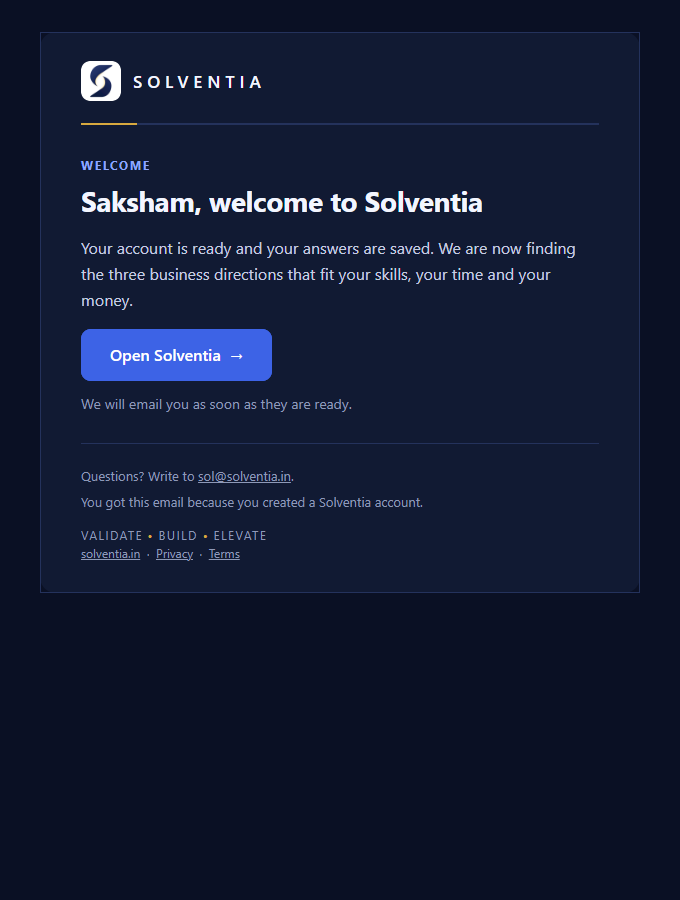 SOLVENTIA
WELCOME
Saksham, welcome to Solventia
Your account is ready and your answers are saved. We are now finding
the three business directions that fit your skills, your time and your
money.
Open Solventia →
We will email you as soon as they are ready.
Questions? Write to sol@solventia.in.
You got this email because you created a Solventia account.
VALIDATE • BUILD • ELEVATE
solventia.in · Privacy · Terms